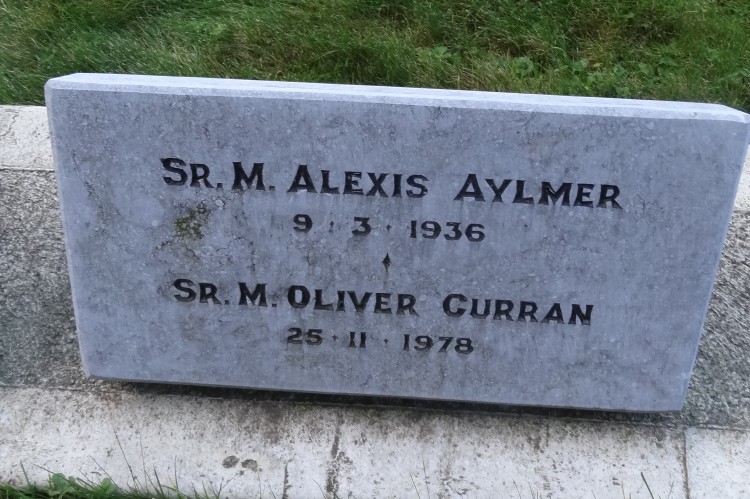 SR. M. ALEXIS AYLMER
9 · 3 · 1936
SR. M. OLIVER CURRAN
25 · 11 · 1978